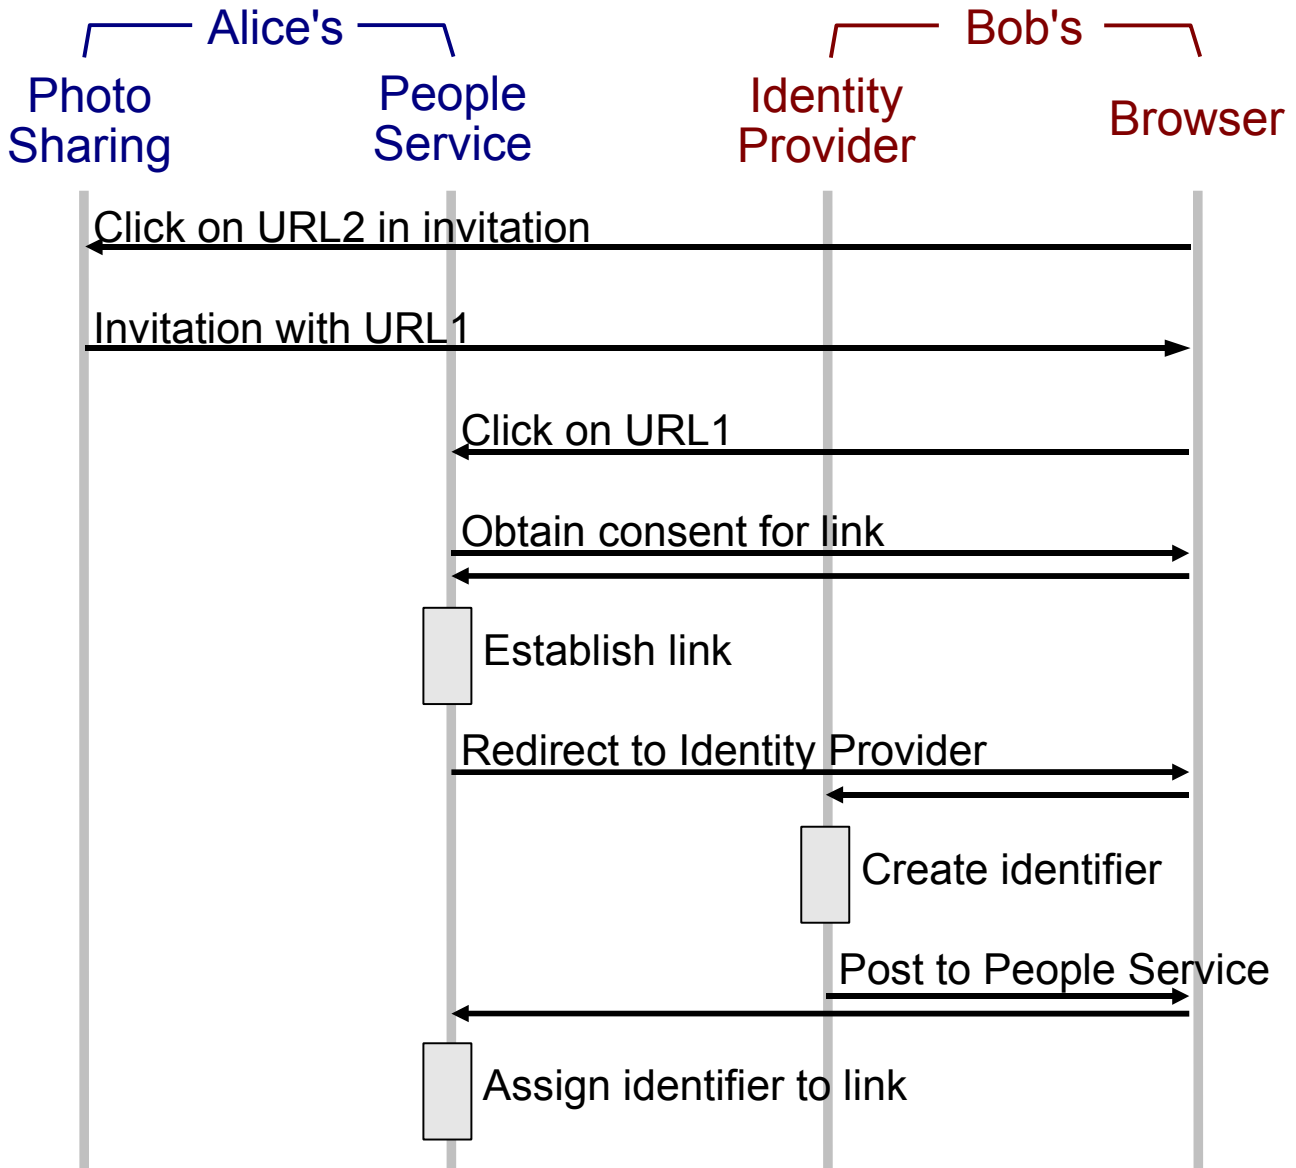 Alice's
Bob's
Photo
Sharing
People
Service
Identity
Provider
Browser
Click on URL2 in invitation
Invitation with URL1
Click on URL1
Obtain consent for link
Establish link
Redirect to Identity Provider
Create identifier
Post to People Service
Assign identifier to link